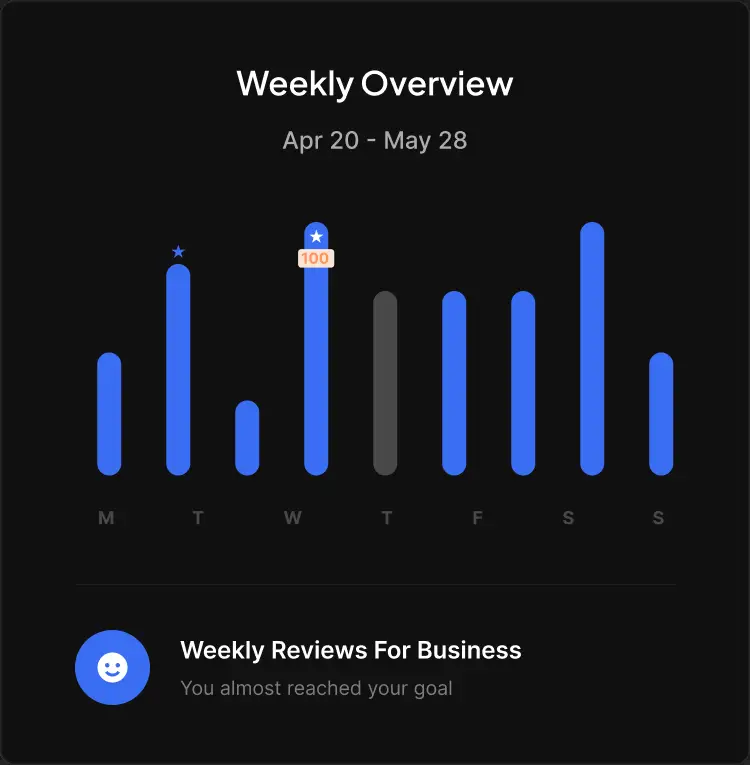 Weekly Overview
Apr 20 - May 28
100
M T W T F S S
Weekly Reviews For Business
You almost reached your goal